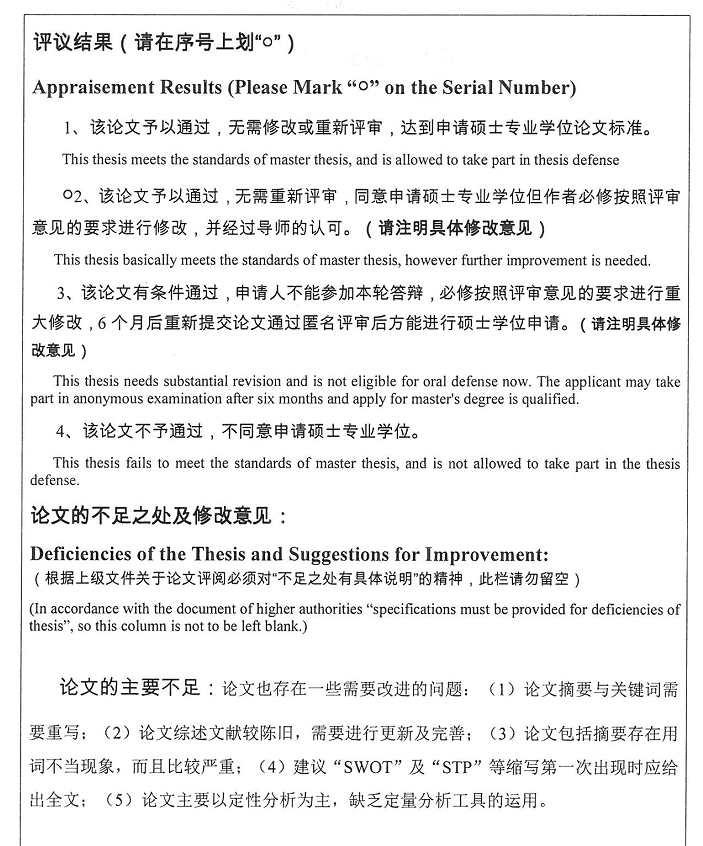 评议结果（请在序号上划“○”）
Appraisement Results (Please Mark “○” on the Serial Number)
1、该论文予以通过，无需修改或重新评审，达到申请硕士专业学位论文标准。
This thesis meets the standards of master thesis, and is allowed to take part in thesis defense
○2、该论文予以通过，无需重新评审，同意申请硕士专业学位但作者必修按照评审
意见的要求进行修改，并经过导师的认可。（请注明具体修改意见）
This thesis basically meets the standards of master thesis, however further improvement is needed.
3、该论文有条件通过，申请人不能参加本轮答辩，必修按照评审意见的要求进行重
大修改，6 个月后重新提交论文通过匿名评审后方能进行硕士学位申请。（请注明具体修
改意见）
This thesis needs substantial revision and is not eligible for oral defense now. The applicant may take
part in anonymous examination after six months and apply for master's degree is qualified.
4、该论文不予通过，不同意申请硕士专业学位。
This thesis fails to meet the standards of master thesis, and is not allowed to take part in the thesis
defense.
论文的不足之处及修改意见：
Deficiencies of the Thesis and Suggestions for Improvement:
（根据上级文件关于论文评阅必须对“不足之处有具体说明”的精神，此栏请勿留空）
(In accordance with the document of higher authorities “specifications must be provided for deficiencies of
thesis”, so this column is not to be left blank.)
论文的主要不足：论文也存在一些需要改进的问题：（1）论文摘要与关键词需
要重写；（2）论文综述文献较陈旧，需要进行更新及完善；（3）论文包括摘要存在用
词不当现象，而且比较严重；（4）建议“SWOT”及“STP”等缩写第一次出现时应给
出全文；（5）论文主要以定性分析为主，缺乏定量分析工具的运用。